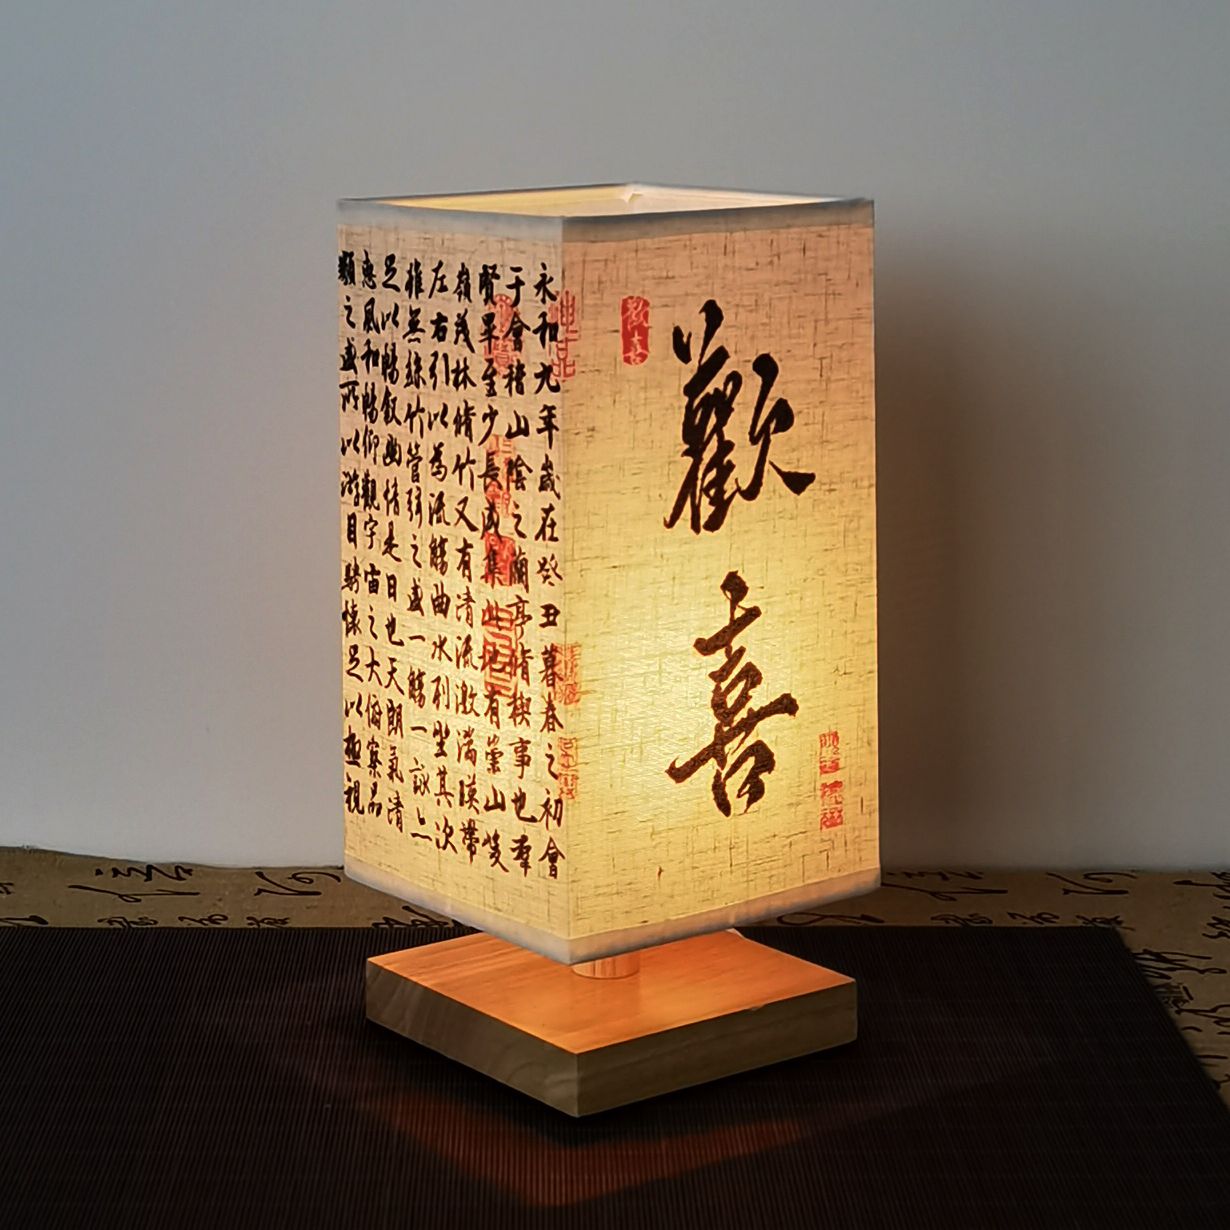 歡喜
歡喜
永和九年歲在癸丑暮春之初會
于會稽山陰之蘭亭脩禊事也羣
賢畢至少長咸集此地有崇山峻
嶺茂林脩竹又有清流激湍暎帶
左右引以為流觴曲水列坐其次
雖無絲竹管弦之盛一觴一詠亦
足以暢敘幽情是日也天朗氣清
惠風和暢仰觀宇宙之大俯察品
類之盛所以遊目騁懷足以極視